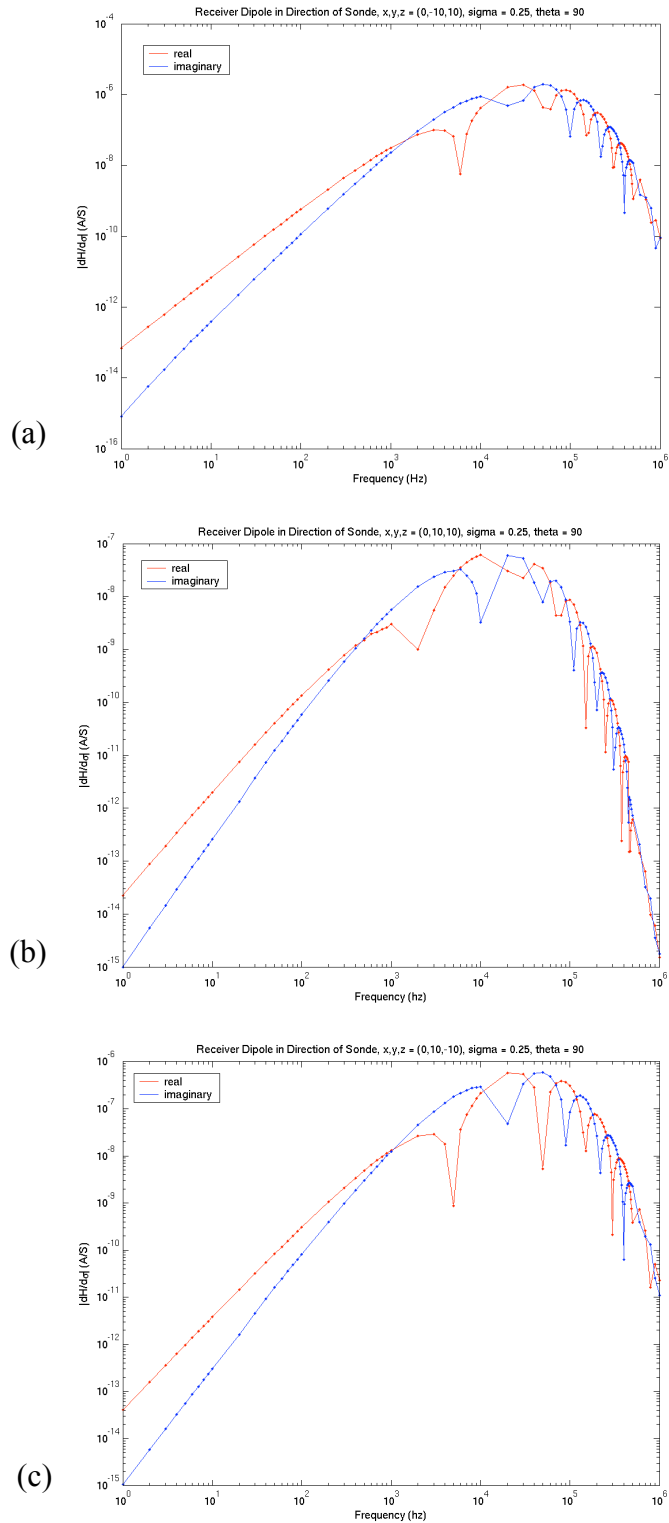 Receiver Dipole in Direction of Sonde, x,y,z = (0,-10,10), sigma = 0.25, theta = 90
10^-4
real
imaginary
10^-6
10^-8
|dH/dσ| (A/S)
10^-10
10^-12
10^-14
(a)
10^-16
10^0 10^1 10^2 10^3 10^4 10^5 10^6
Frequency (Hz)
Receiver Dipole in Direction of Sonde, x,y,z = (0,10,10), sigma = 0.25, theta = 90
10^-7
real
imaginary
10^-8
10^-9
10^-10
|dH/dσ| (A/S)
10^-11
10^-12
10^-13
10^-14
(b)
10^-15
10^0 10^1 10^2 10^3 10^4 10^5 10^6
Frequency (hz)
Receiver Dipole in Direction of Sonde, x,y,z = (0,10,-10), sigma = 0.25, theta = 90
10^-6
real
imaginary
10^-7
10^-8
10^-9
|dH/dσ| (A/S)
10^-10
10^-11
10^-12
10^-13
10^-14
(c)
10^-15
10^0 10^1 10^2 10^3 10^4 10^5 10^6
Frequency (Hz)